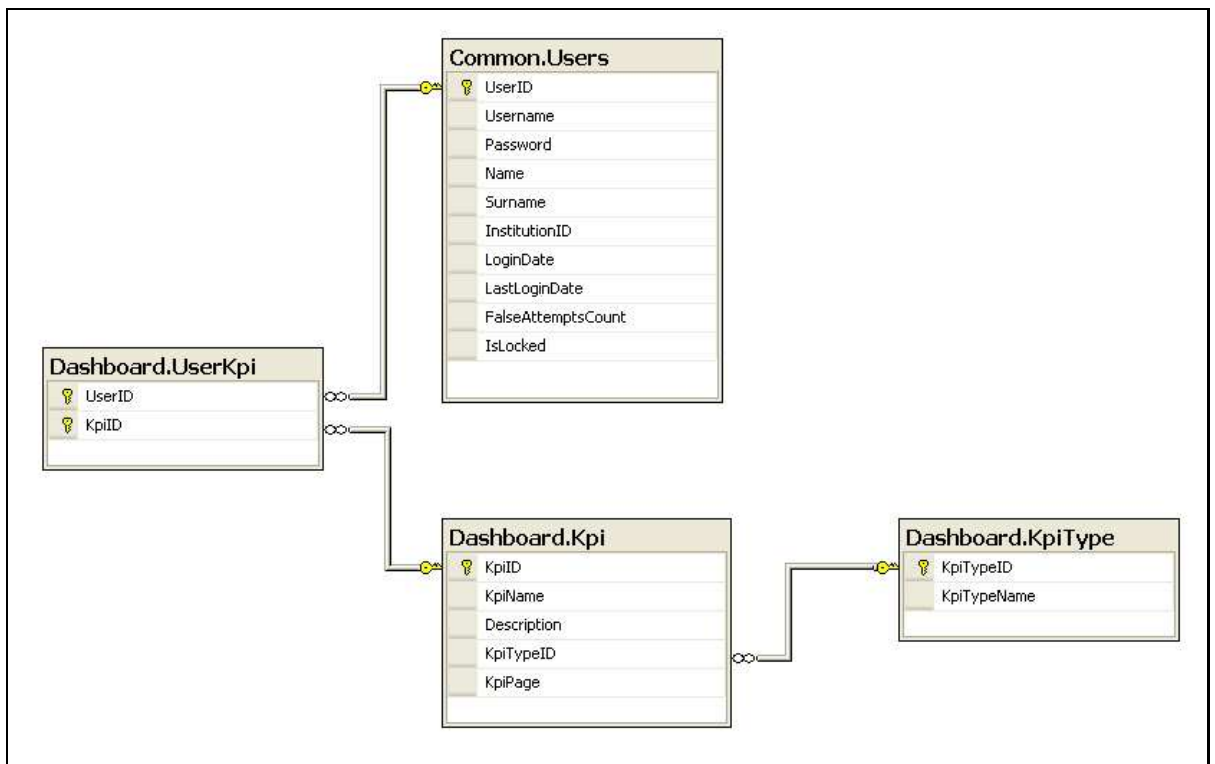 Common.Users
UserID
Username
Password
Name
Surname
InstitutionID
LoginDate
LastLoginDate
FalseAttemptsCount
IsLocked
Dashboard.UserKpi
UserID
KpiID
Dashboard.Kpi
KpiID
KpiName
Description
KpiTypeID
KpiPage
Dashboard.KpiType
KpiTypeID
KpiTypeName